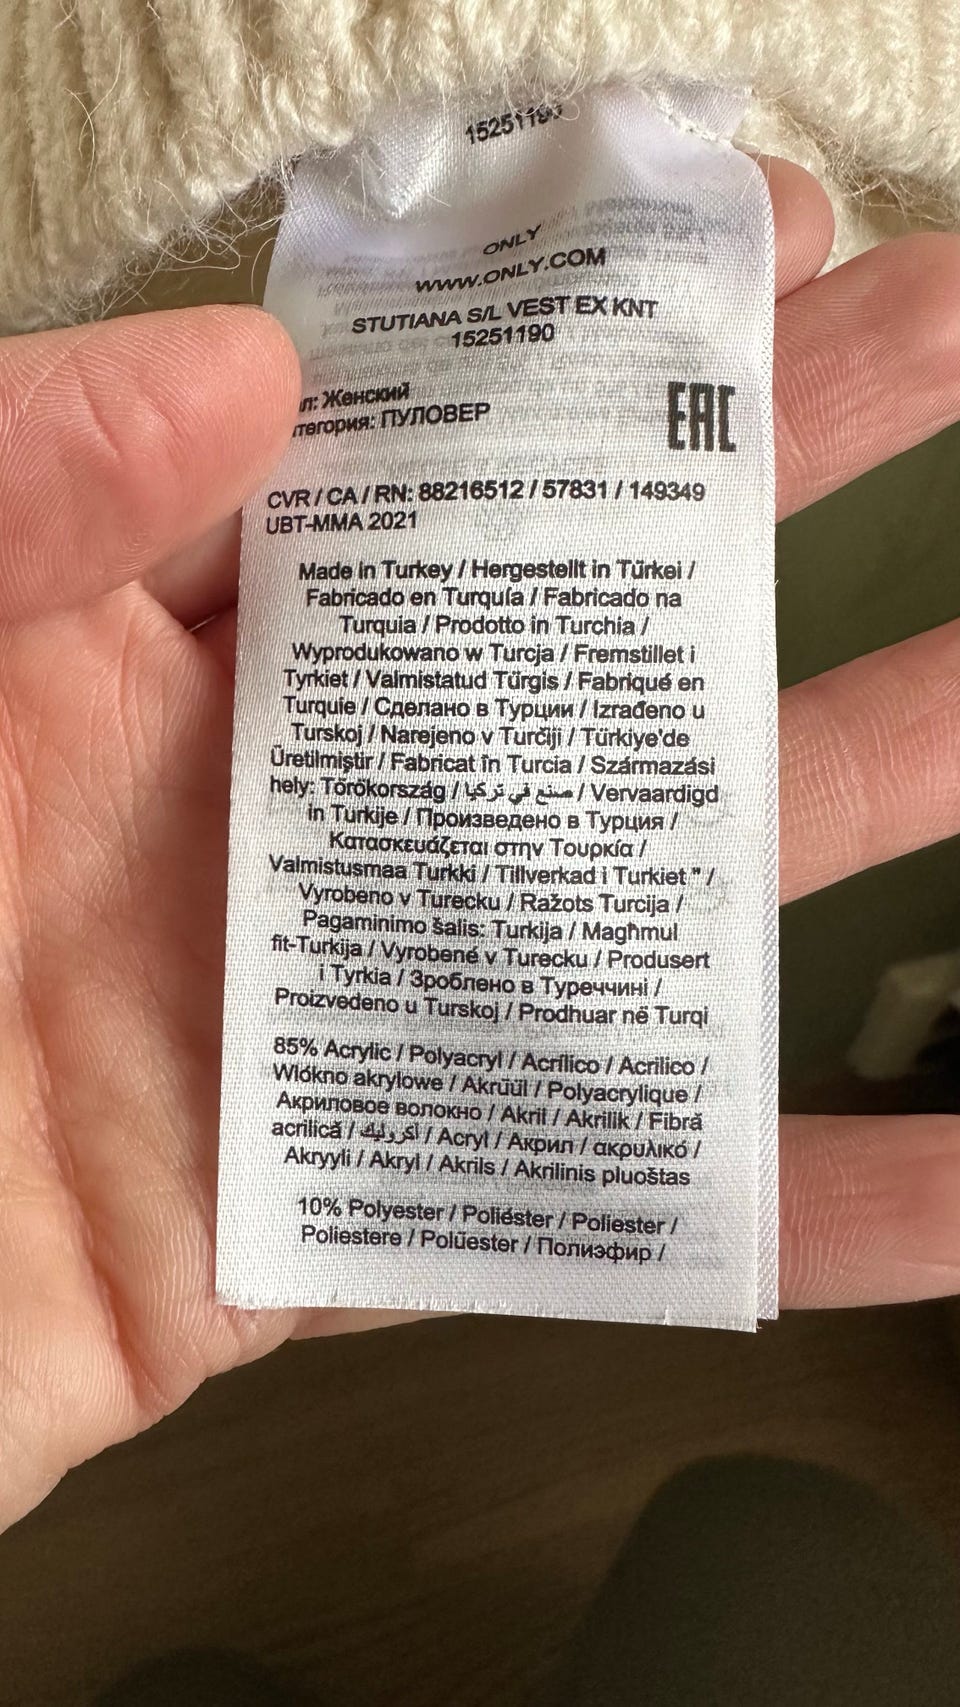 15251190
ONLY
WWW.ONLY.COM
STUTIANA S/L VEST EX KNT
15251190
л: Женский
тегория: ПУЛОВЕР
EAC
CVR / CA / RN: 88216512 / 57831 / 149349
UBT-MMA 2021
Made in Turkey / Hergestellt in Türkei /
Fabricado en Turquía / Fabricado na
Turquia / Prodotto in Turchia /
Wyprodukowano w Turcja / Fremstillet i
Tyrkiet / Valmistatud Türgis / Fabriqué en
Turquie / Сделано в Турции / Izrađeno u
Turskoj / Narejeno v Turčiji / Türkiye'de
Üretilmiştir / Fabricat în Turcia / Származási
hely: Törökország / صنع في تركيا / Vervaardigd
in Turkije / Произведено в Турция /
Κατασκευάζεται στην Τουρκία /
Valmistusmaa Turkki / Tillverkad i Turkiet " /
Vyrobeno v Turecku / Ražots Turcija /
Pagaminimo šalis: Turkija / Magħmul
fit-Turkija / Vyrobené v Turecku / Produsert
i Tyrkia / Зроблено в Туреччині /
Proizvedeno u Turskoj / Prodhuar në Turqi
85% Acrylic / Polyacryl / Acrílico / Acrilico /
Włókno akrylowe / Akrüül / Polyacrylique /
Акриловое волокно / Akril / Akrilik / Fibră
acrilică / أكروليك / Acryl / Акрил / ακρυλικό /
Akryyli / Akryl / Akrils / Akrilinis pluoštas
10% Polyester / Poliéster / Poliester /
Poliestere / Polüester / Полиэфир /